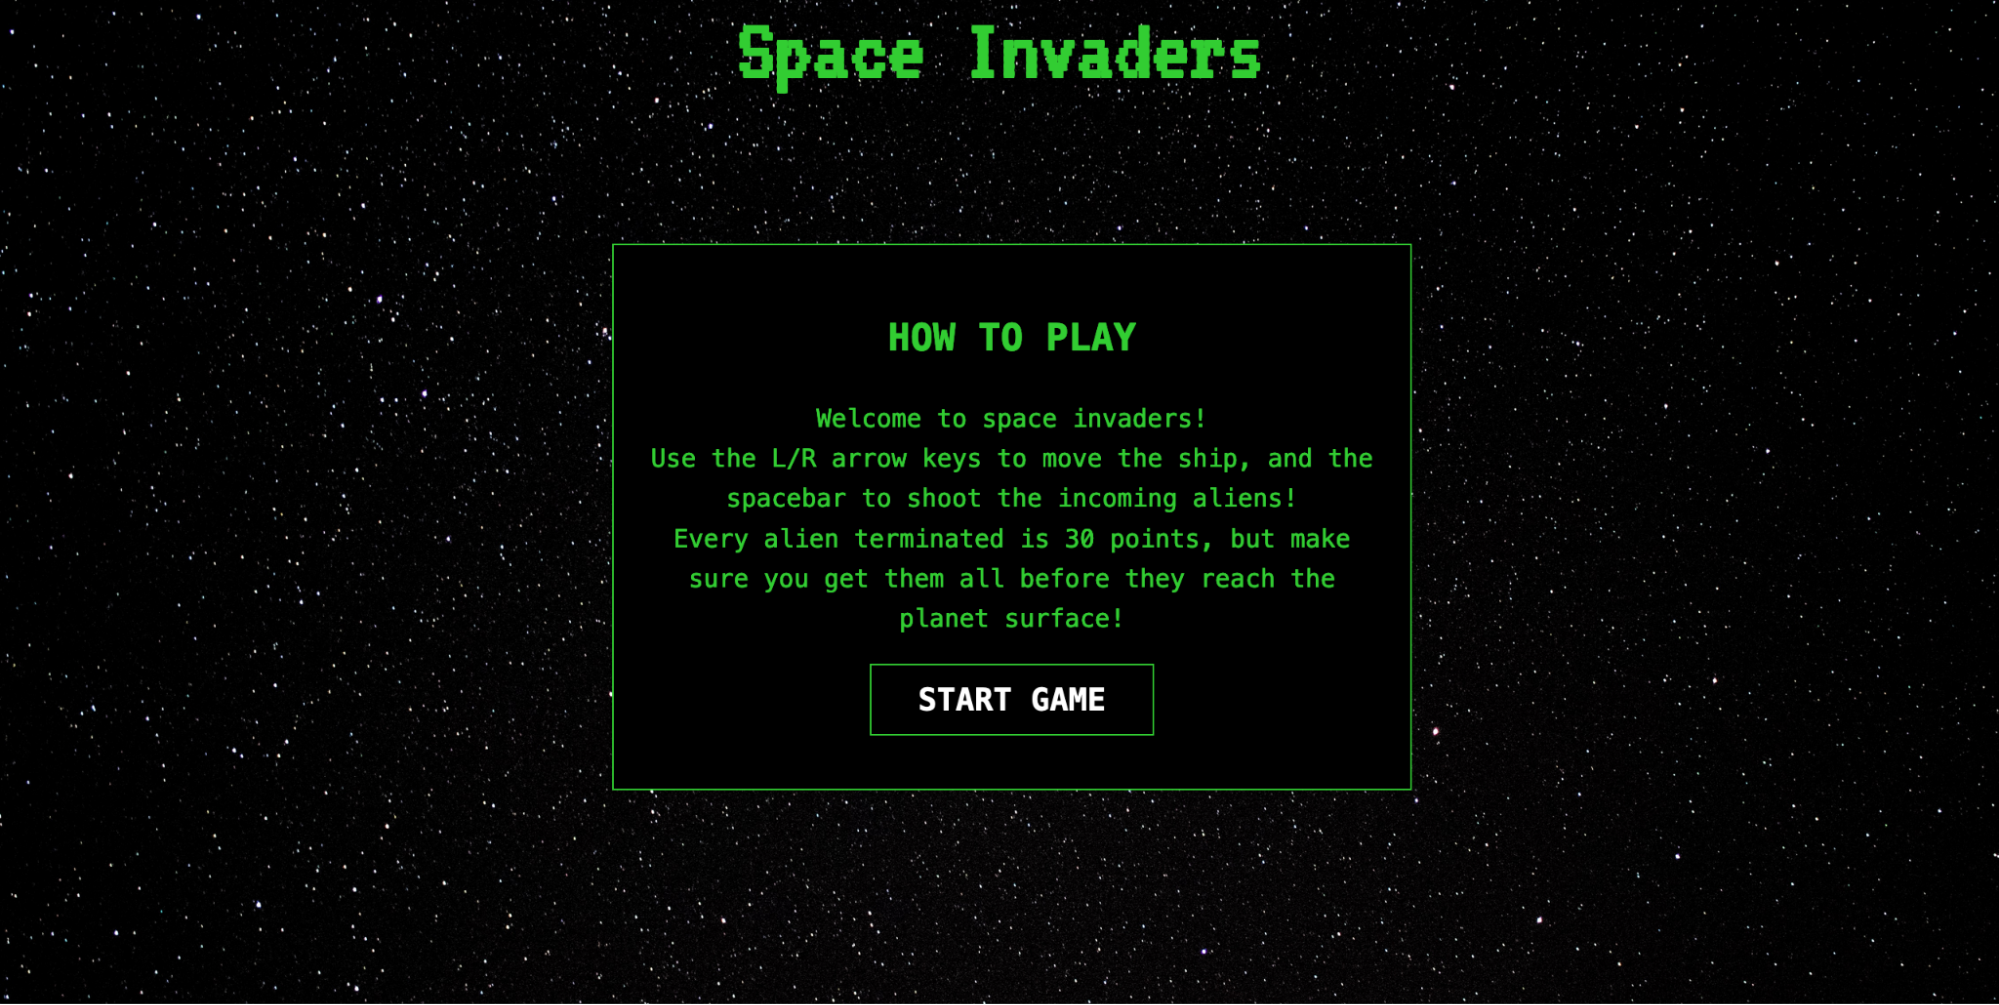 Space Invaders
HOW TO PLAY
Welcome to space invaders!
Use the L/R arrow keys to move the ship, and the
spacebar to shoot the incoming aliens!
Every alien terminated is 30 points, but make
sure you get them all before they reach the
planet surface!
START GAME